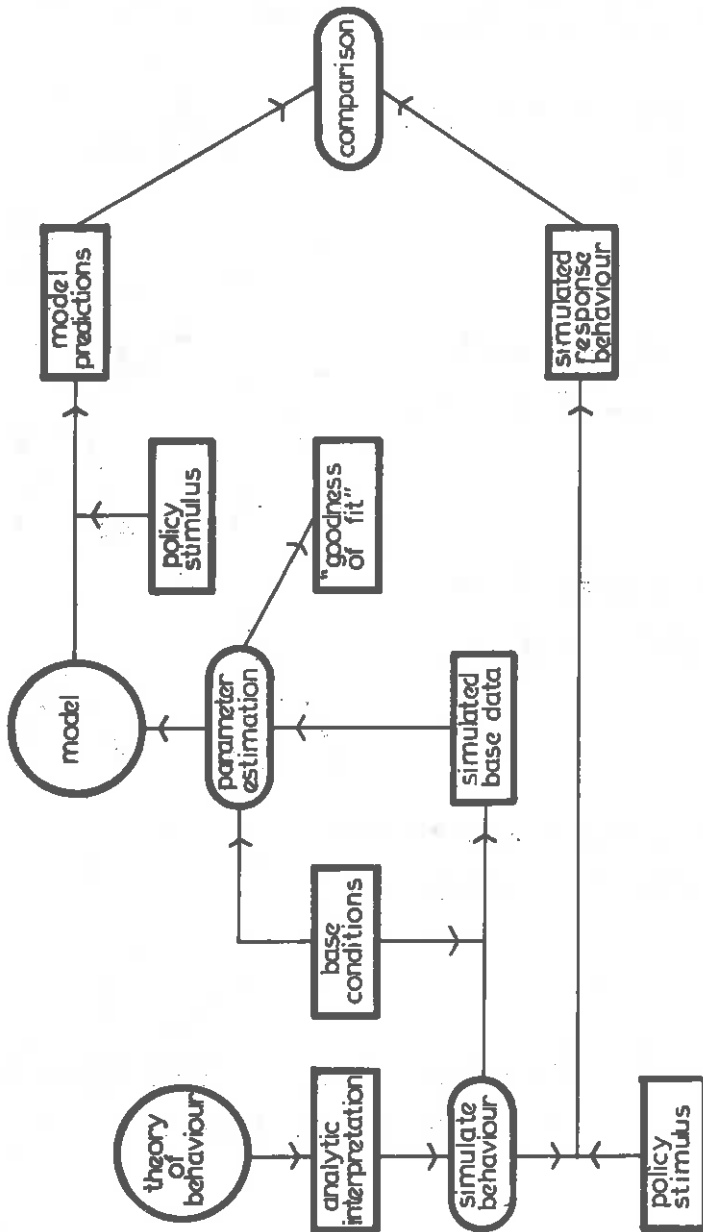 theory
of
behaviour
analytic
interpretation
simulate
behaviour
policy
stimulus
base
conditions
model
parameter
estimation
simulated
base data
policy
stimulus
"goodness
of fit"
model
predictions
simulated
response
behaviour
comparison